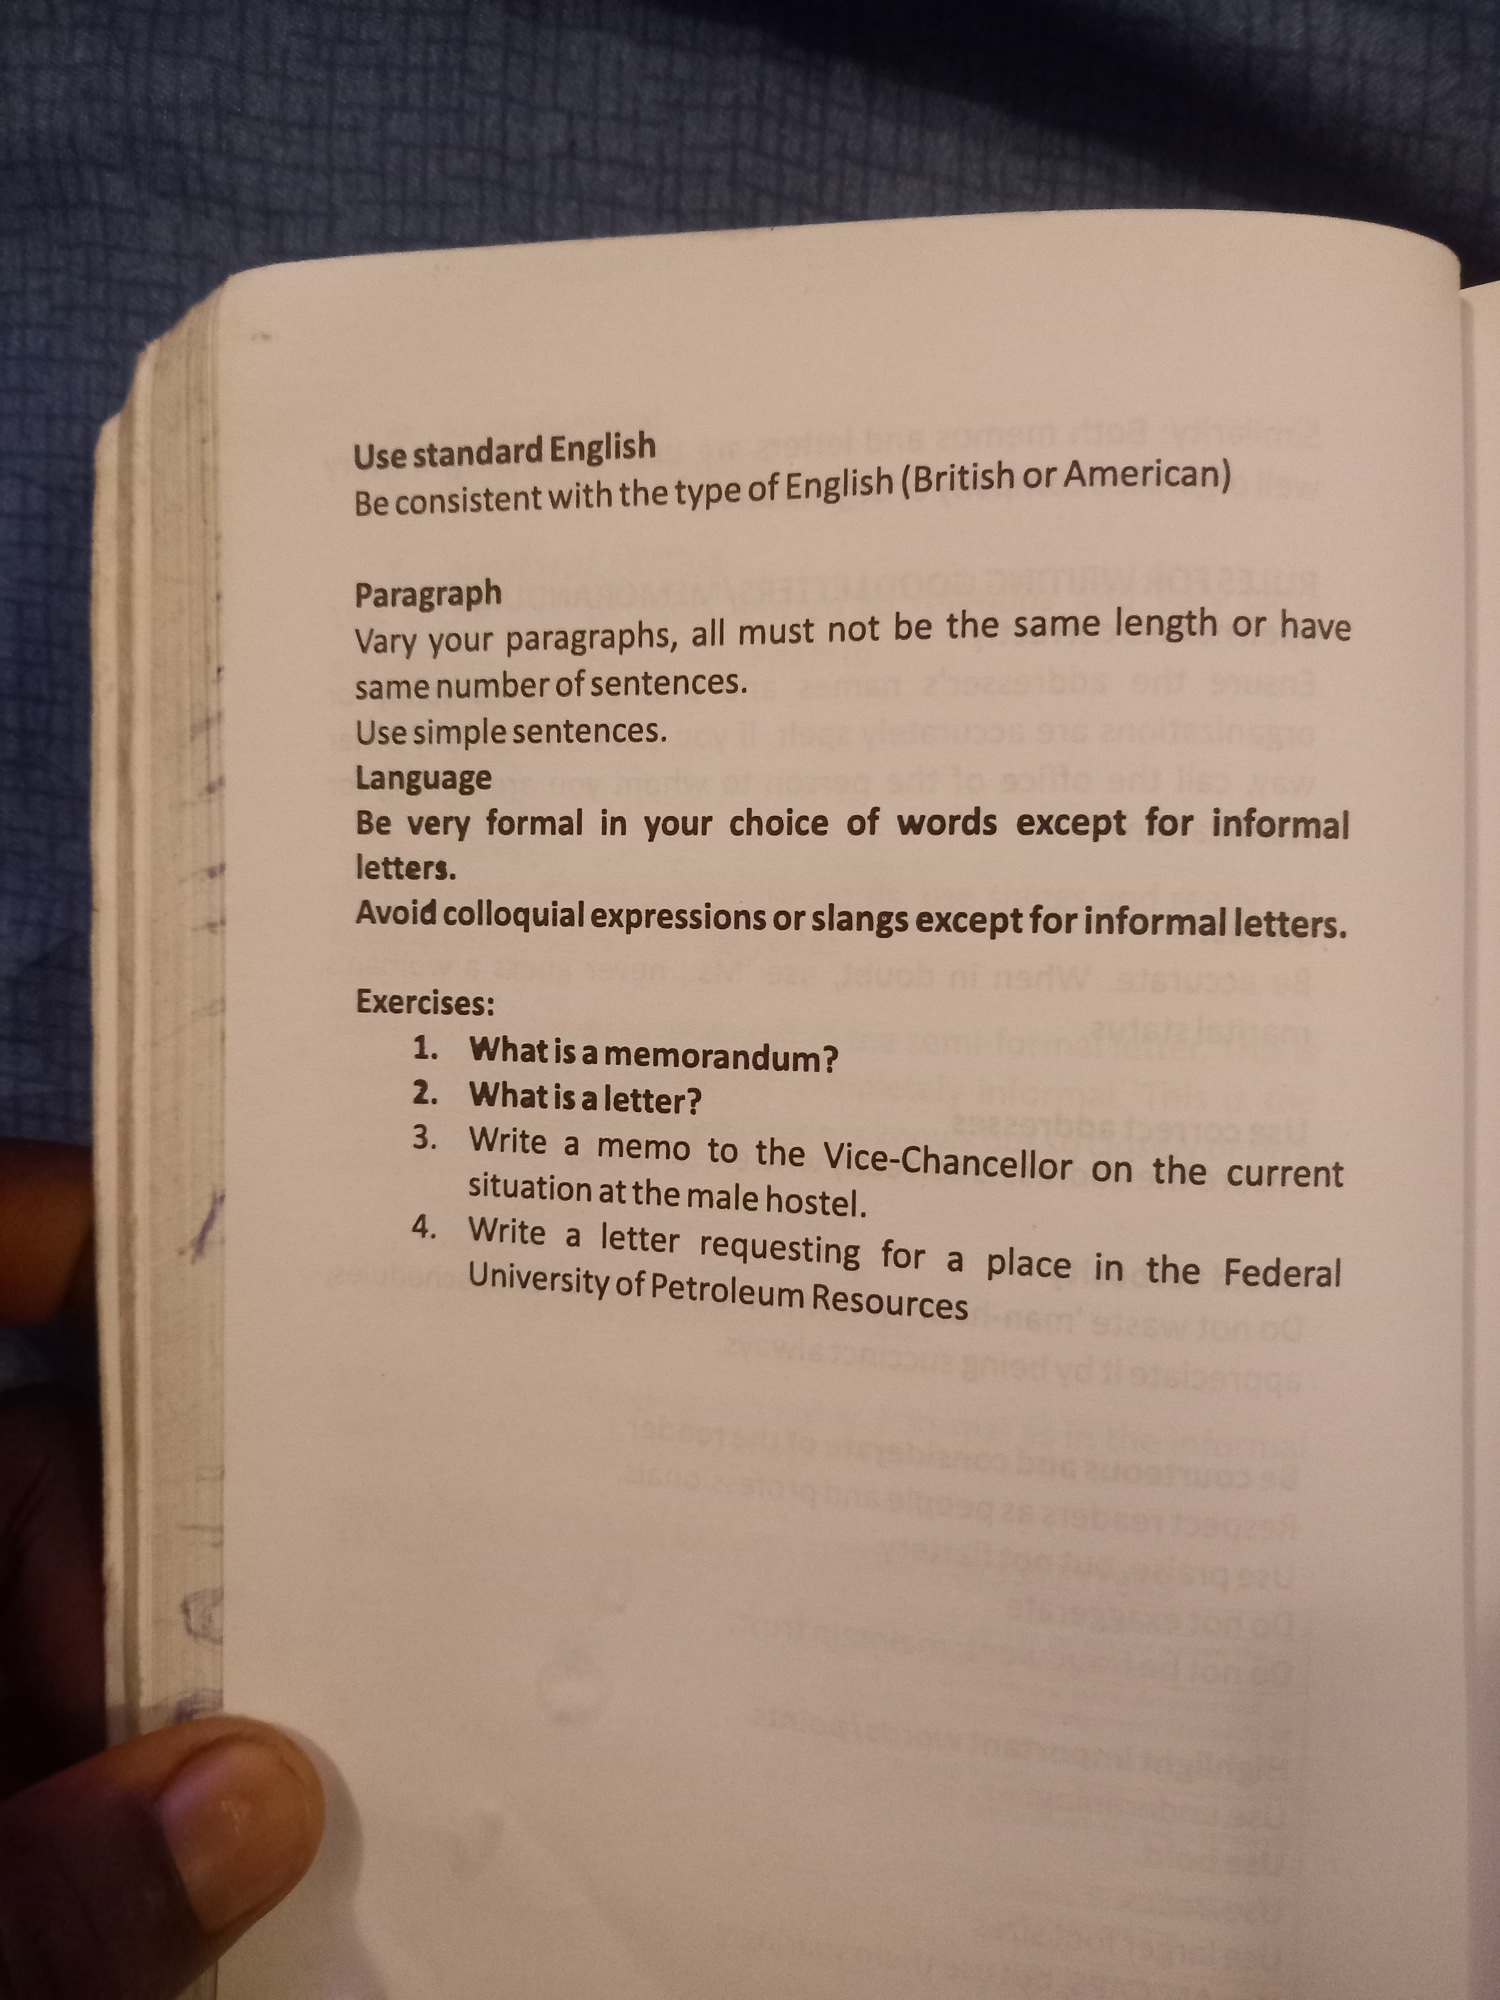 Use standard English
Be consistent with the type of English (British or American)
Paragraph
Vary your paragraphs, all must not be the same length or have
same number of sentences.
Use simple sentences.
Language
Be very formal in your choice of words except for informal
letters.
Avoid colloquial expressions or slangs except for informal letters.
Exercises:
1. What is a memorandum?
2. What is a letter?
3. Write a memo to the Vice-Chancellor on the current
situation at the male hostel.
4. Write a letter requesting for a place in the Federal
University of Petroleum Resources